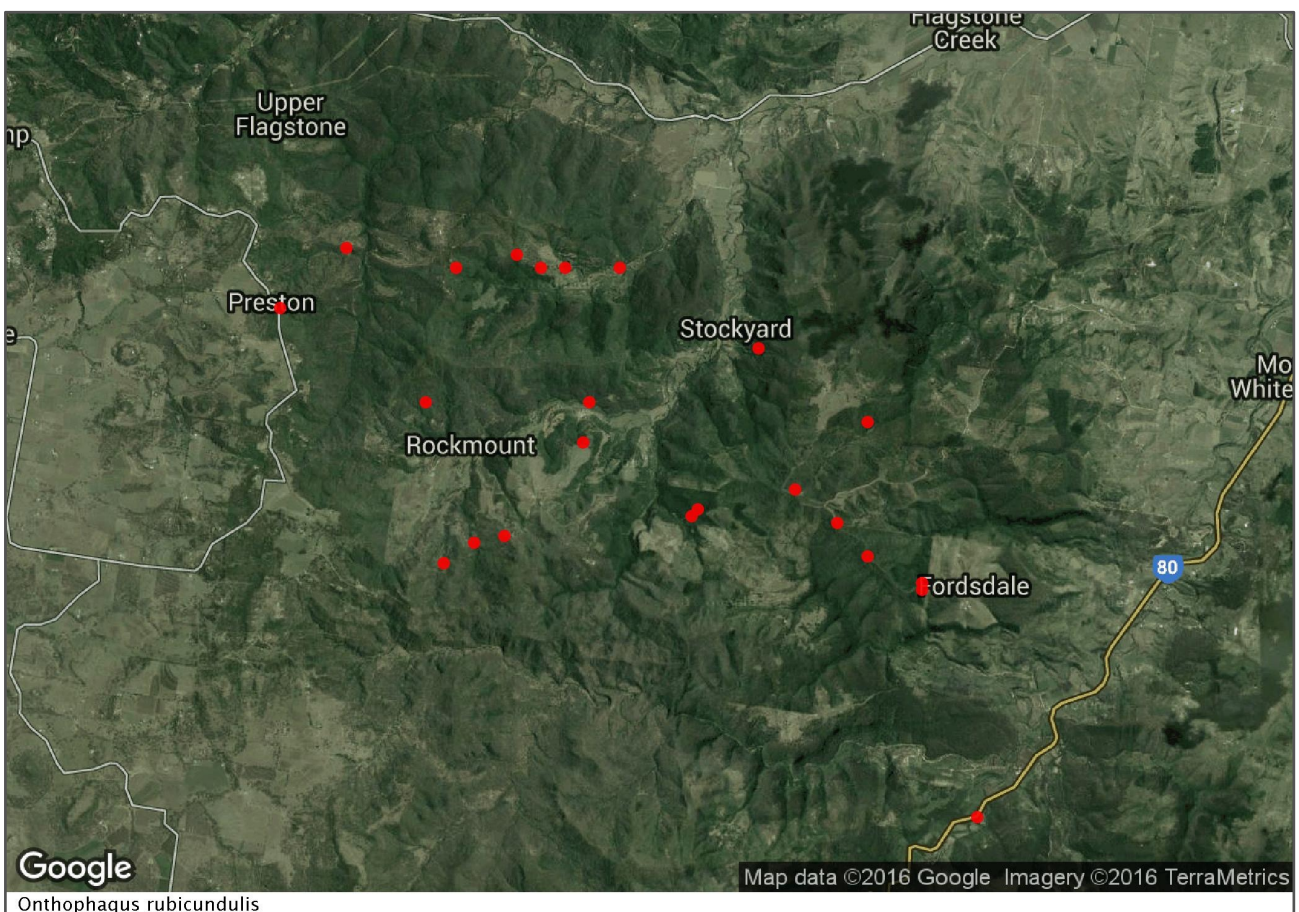 Flagstone
Creek
Upper
Flagstone
np
Preston
Stockyard
e
Mo
White
Rockmount
80
Fordsdale
Google
Map data ©2016 Google Imagery ©2016 TerraMetrics
Onthophagus rubicundulis